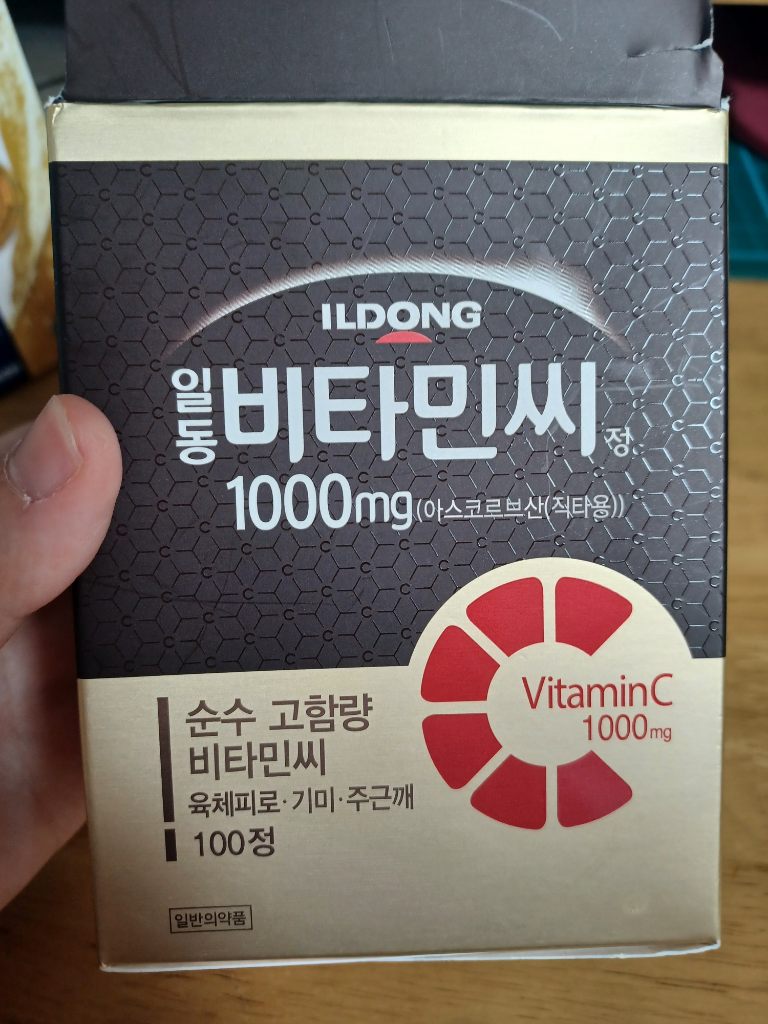 ILDONG
일동 비타민씨 정
1000mg(아스코르브산(직타용))
Vitamin C
1000mg
순수 고함량
비타민씨
육체피로·기미·주근깨
100정
일반의약품